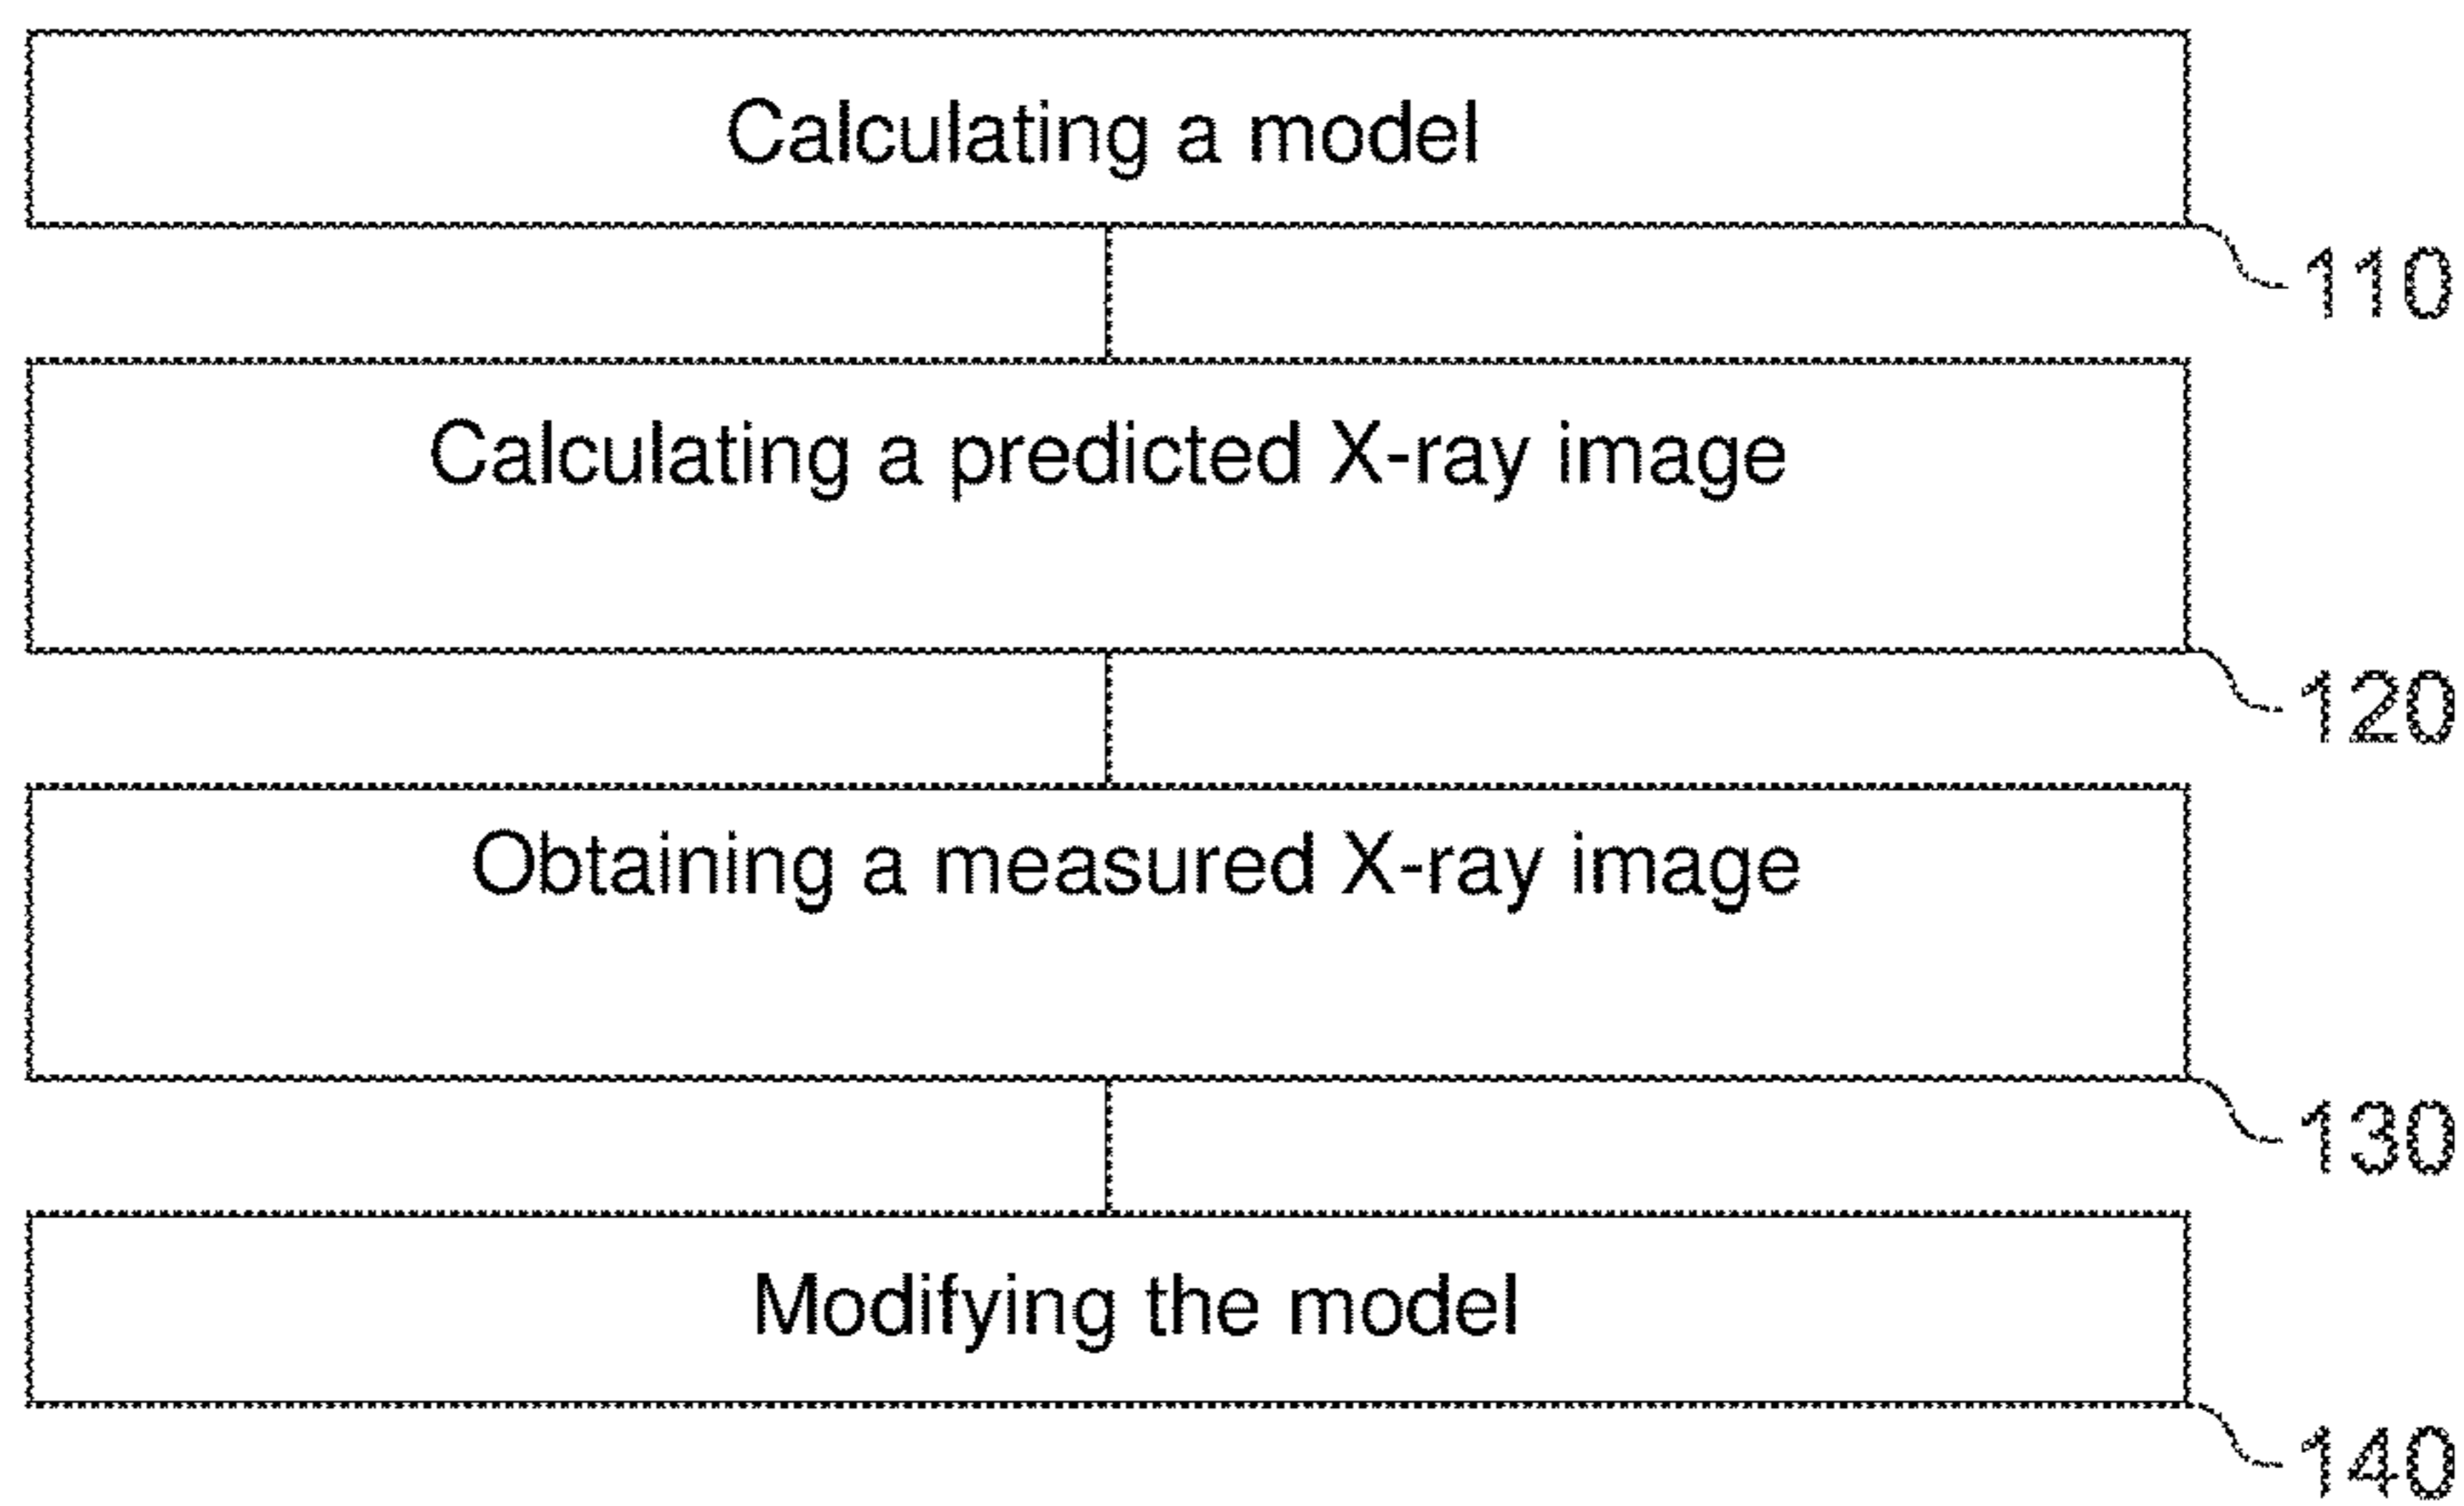 Calculating a model
110
Calculating a predicted X-ray image
120
Obtaining a measured X-ray image
130
Modifying the model
140